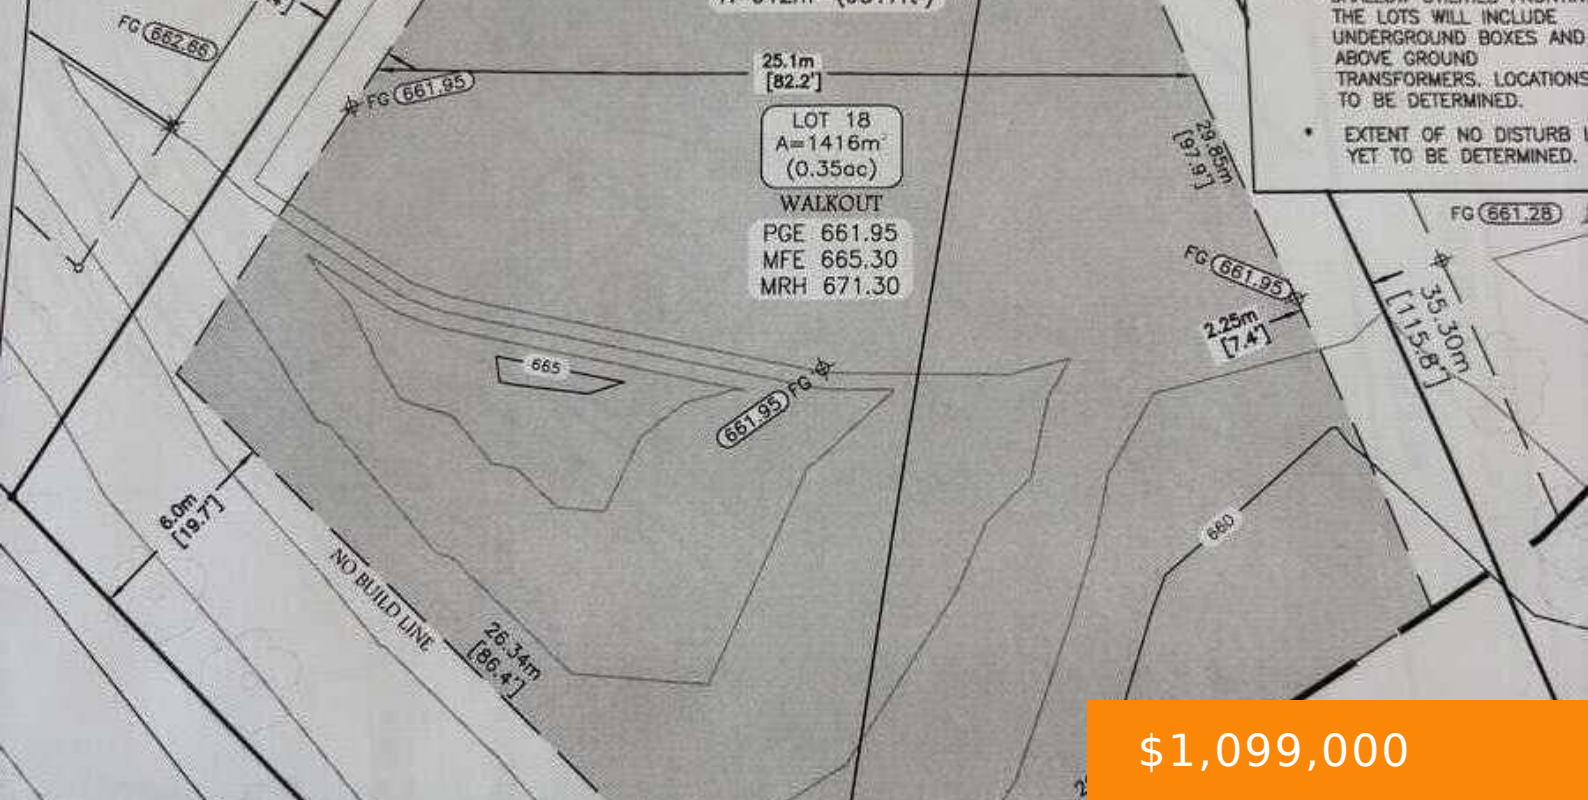 FG 662.66
FG 661.95
25.1m
[82.2']
LOT 18
A=1416m²
(0.35ac)
WALKOUT
PGE 661.95
MFE 665.30
MRH 671.30
29.85m
[97.9']
THE LOTS WILL INCLUDE
UNDERGROUND BOXES AND
ABOVE GROUND
TRANSFORMERS. LOCATIONS
TO BE DETERMINED.
• EXTENT OF NO DISTURB
YET TO BE DETERMINED.
FG 661.28
FG 661.95
2.25m
[7.4']
35.30m
[115.8']
665
661.95 FG
660
6.0m
[19.7']
NO BUILD LINE
26.34m
[86.4']
$1,099,000